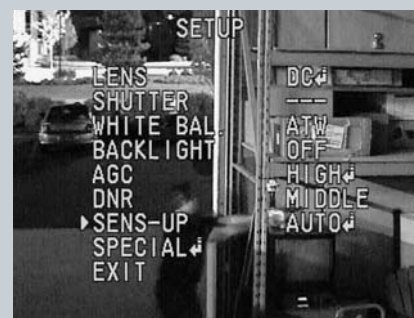 SETUP
LENS DC↲
SHUTTER ---
WHITE BAL. ATW
BACKLIGHT OFF
AGC HIGH↲
DNR MIDDLE
▶SENS-UP AUTO↲
SPECIAL↲
EXIT